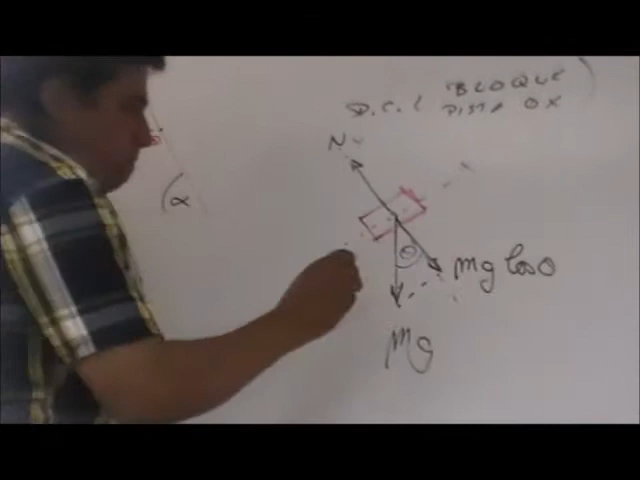 BLOQUE
D.C.L PISTA OX
N
α
θ
mg cosθ
mg